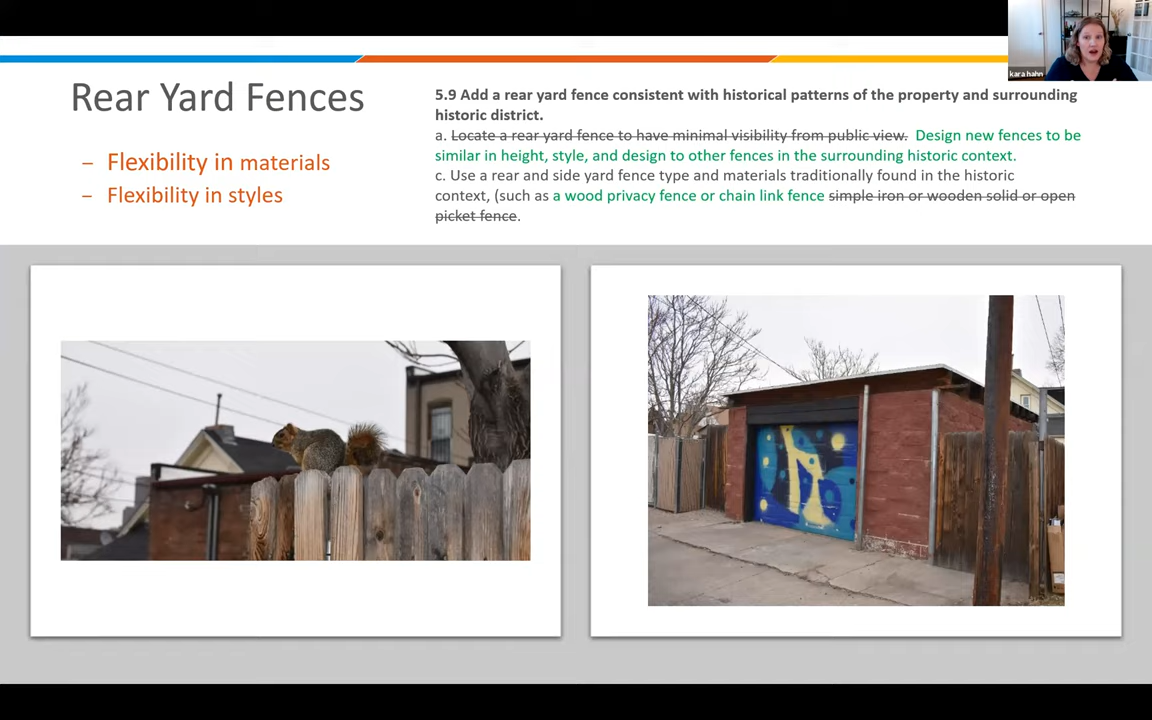 kara hahn
Rear Yard Fences
– Flexibility in materials
– Flexibility in styles
5.9 Add a rear yard fence consistent with historical patterns of the property and surrounding
historic district.
a. Locate a rear yard fence to have minimal visibility from public view. Design new fences to be
similar in height, style, and design to other fences in the surrounding historic context.
c. Use a rear and side yard fence type and materials traditionally found in the historic
context, (such as a wood privacy fence or chain link fence simple iron or wooden solid or open
picket fence.